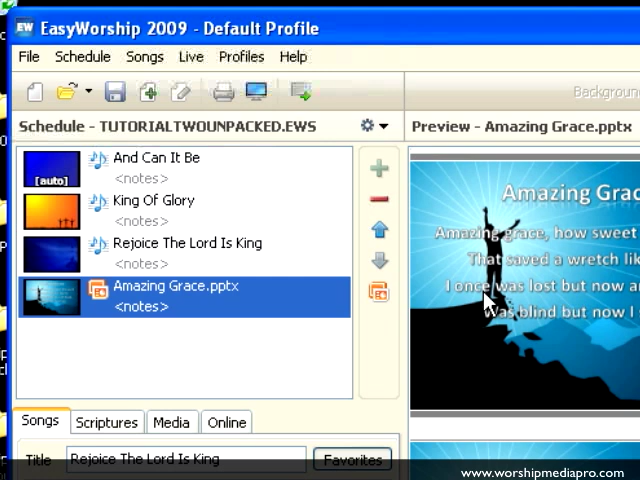 EW EasyWorship 2009 - Default Profile
File Schedule Songs Live Profiles Help
Background
Schedule - TUTORIALTWOUNPACKED.EWS
Preview - Amazing Grace.pptx
[auto]
And Can It Be
<notes>
King Of Glory
<notes>
Rejoice The Lord Is King
<notes>
Amazing Grace.pptx
<notes>
Amazing Grac
Amazing grace, how sweet
That saved a wretch lik
I once was lost but now a
Was blind but now I s
Songs Scriptures Media Online
Title Rejoice The Lord Is King Favorites
www.worshipmediapro.com